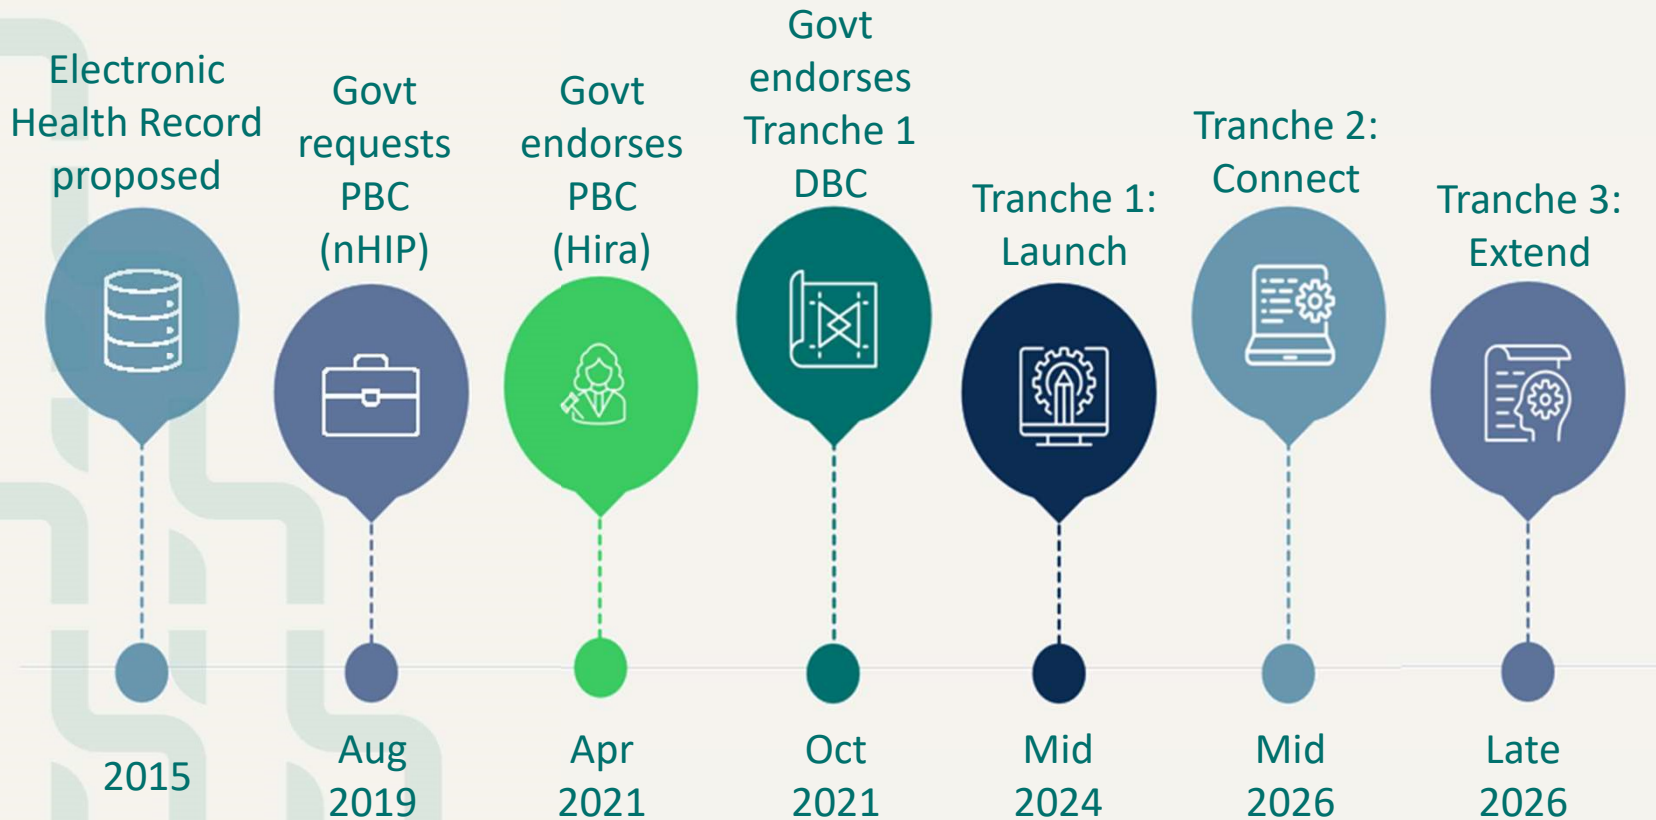 Electronic
Health Record
proposed
Govt
requests
PBC
(nHIP)
Govt
endorses
PBC
(Hira)
Govt
endorses
Tranche 1
DBC
Tranche 1:
Launch
Tranche 2:
Connect
Tranche 3:
Extend
2015
Aug
2019
Apr
2021
Oct
2021
Mid
2024
Mid
2026
Late
2026